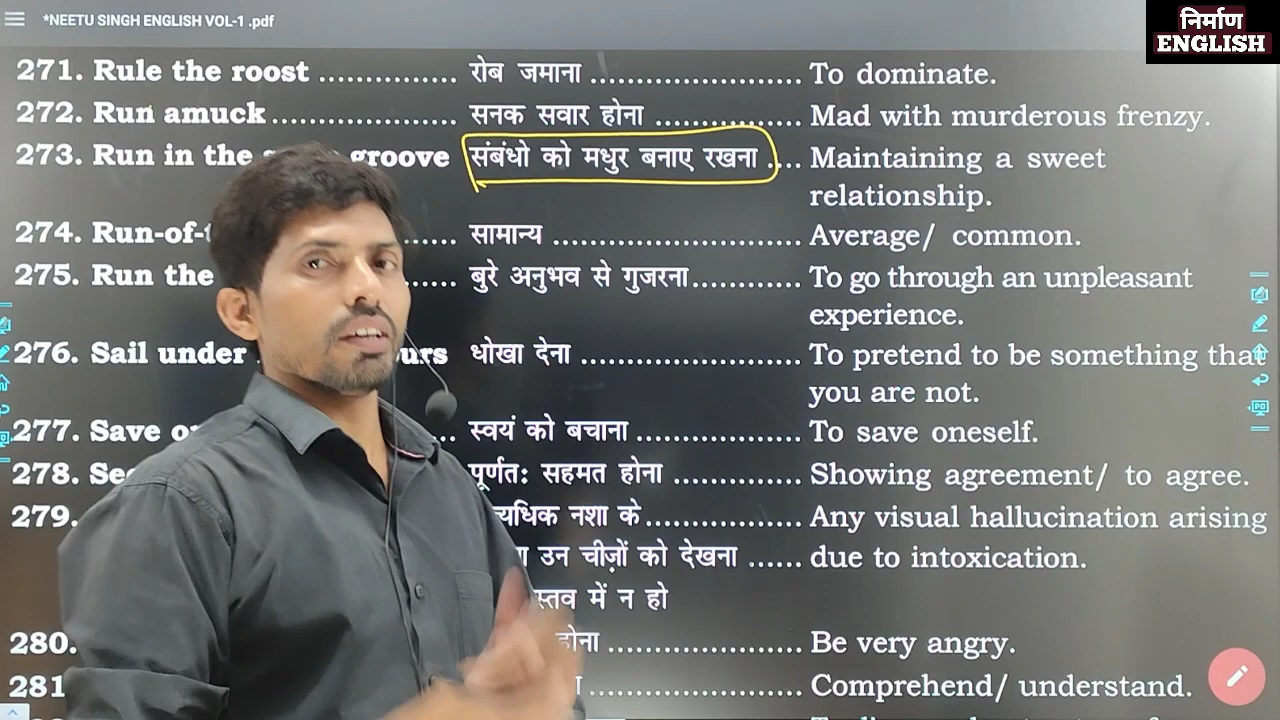 *NEETU SINGH ENGLISH VOL-1 .pdf
निर्माण
ENGLISH
271. Rule the roost .................. रोब जमाना ........................... To dominate.
272. Run amuck ........................ सनक सवार होना .................. Mad with murderous frenzy.
273. Run in the groove संबंधो को मधुर बनाए रखना .... Maintaining a sweet
relationship.
274. Run-of- ...... सामान्य ................................ Average/ common.
275. Run the ...... बुरे अनुभव से गुजरना ............. To go through an unpleasant
experience.
276. Sail under धोखा देना ............................ To pretend to be something that
you are not.
277. Save .. स्वयं को बचाना ..................... To save oneself.
278. पूर्णत: सहमत होना ................ Showing agreement/ to agree.
279. नशा के .................... Any visual hallucination arising
उन चीज़ों को देखना ...... due to intoxication.
में न हो
280. होना ......................... Be very angry.
281 ........................... Comprehend/ understand.